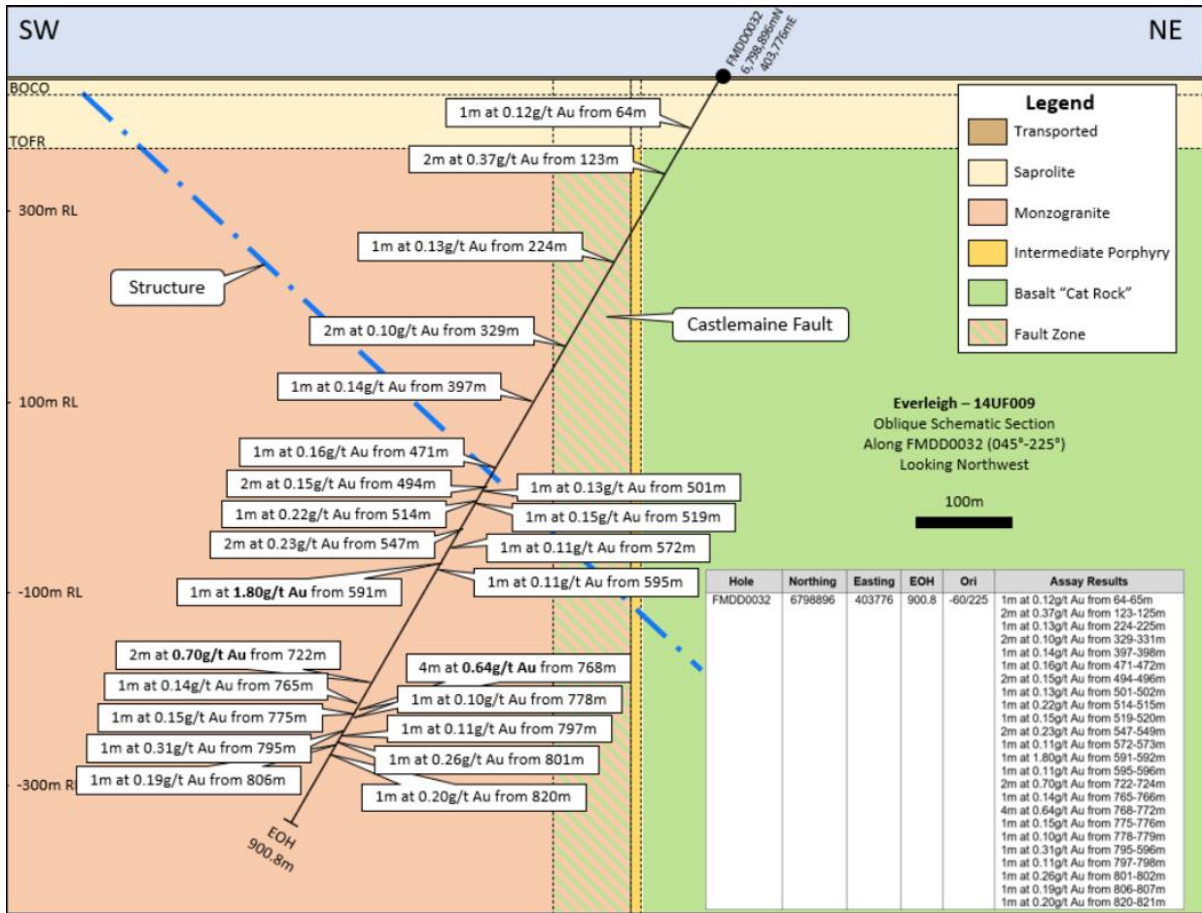 SW
NE
FMDD0032
6,798,896mN
403,776mE
BOCO
TOFR
300m RL
100m RL
-100m RL
-300m RL
1m at 0.12g/t Au from 64m
2m at 0.37g/t Au from 123m
1m at 0.13g/t Au from 224m
Structure
Castlemaine Fault
2m at 0.10g/t Au from 329m
1m at 0.14g/t Au from 397m
1m at 0.16g/t Au from 471m
2m at 0.15g/t Au from 494m
1m at 0.13g/t Au from 501m
1m at 0.22g/t Au from 514m
1m at 0.15g/t Au from 519m
2m at 0.23g/t Au from 547m
1m at 0.11g/t Au from 572m
1m at 1.80g/t Au from 591m
1m at 0.11g/t Au from 595m
2m at 0.70g/t Au from 722m
4m at 0.64g/t Au from 768m
1m at 0.14g/t Au from 765m
1m at 0.10g/t Au from 778m
1m at 0.15g/t Au from 775m
1m at 0.11g/t Au from 797m
1m at 0.31g/t Au from 795m
1m at 0.26g/t Au from 801m
1m at 0.19g/t Au from 806m
1m at 0.20g/t Au from 820m
EOH
900.8m
Legend
Transported
Saprolite
Monzogranite
Intermediate Porphyry
Basalt “Cat Rock”
Fault Zone
Everleigh – 14UF009
Oblique Schematic Section
Along FMDD0032 (045°-225°)
Looking Northwest
100m
Hole Northing Easting EOH Ori Assay Results
FMDD0032 6798896 403776 900.8 -60/225 1m at 0.12g/t Au from 64-65m
2m at 0.37g/t Au from 123-125m
1m at 0.13g/t Au from 224-225m
2m at 0.10g/t Au from 329-331m
1m at 0.14g/t Au from 397-398m
1m at 0.16g/t Au from 471-472m
2m at 0.15g/t Au from 494-496m
1m at 0.13g/t Au from 501-502m
1m at 0.22g/t Au from 514-515m
1m at 0.15g/t Au from 519-520m
2m at 0.23g/t Au from 547-549m
1m at 0.11g/t Au from 572-573m
1m at 1.80g/t Au from 591-592m
1m at 0.11g/t Au from 595-596m
2m at 0.70g/t Au from 722-724m
1m at 0.14g/t Au from 765-766m
4m at 0.64g/t Au from 768-772m
1m at 0.15g/t Au from 775-776m
1m at 0.10g/t Au from 778-779m
1m at 0.31g/t Au from 795-596m
1m at 0.11g/t Au from 797-798m
1m at 0.26g/t Au from 801-802m
1m at 0.19g/t Au from 806-807m
1m at 0.20g/t Au from 820-821m